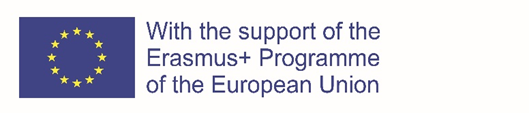 With the support of the
Erasmus+ Programme
of the European Union